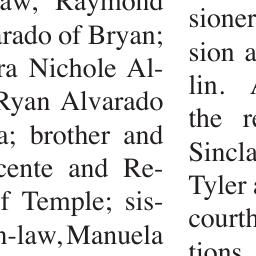 aw, Raymond
rado of Bryan;
ra Nichole Al-
Ryan Alvarado
a; brother and
cente and Re-
f Temple; sis-
n-law, Manuela
sioner
sion a
lin.
the re
Sincla
Tyler a
courth
tions